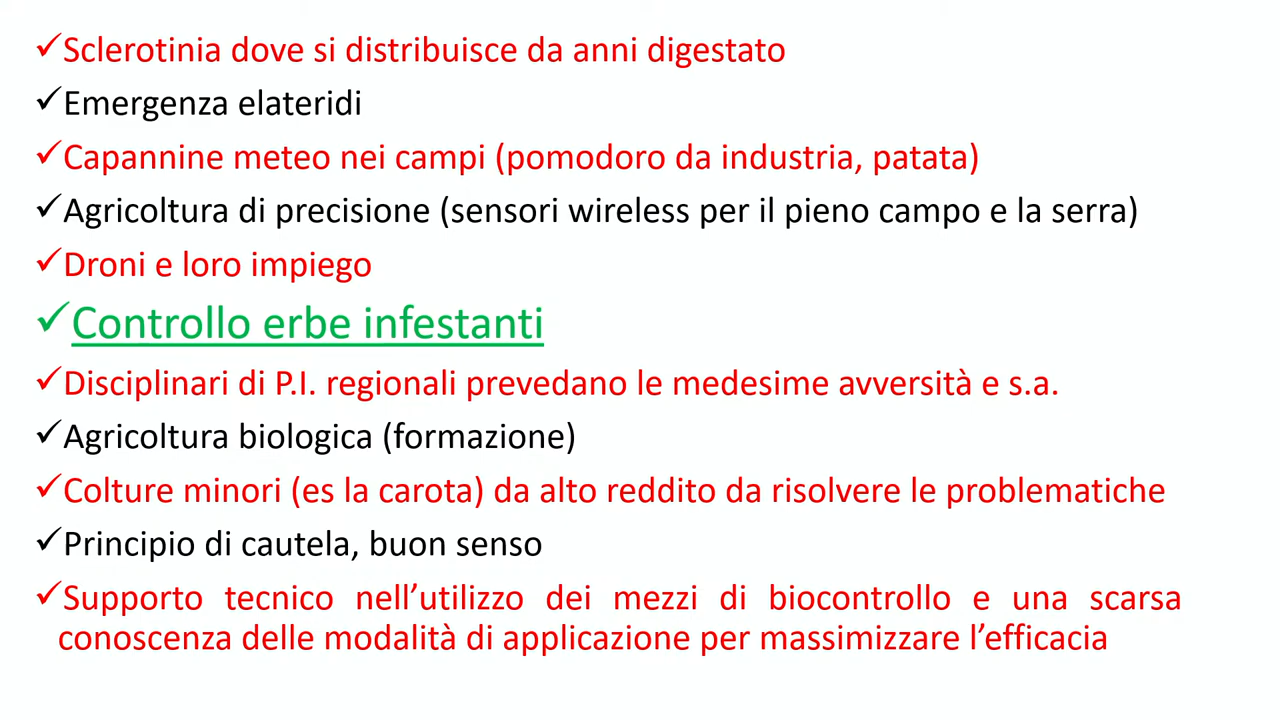 ✓Sclerotinia dove si distribuisce da anni digestato
✓Emergenza elateridi
✓Capannine meteo nei campi (pomodoro da industria, patata)
✓Agricoltura di precisione (sensori wireless per il pieno campo e la serra)
✓Droni e loro impiego
✓Controllo erbe infestanti
✓Disciplinari di P.I. regionali prevedano le medesime avversità e s.a.
✓Agricoltura biologica (formazione)
✓Colture minori (es la carota) da alto reddito da risolvere le problematiche
✓Principio di cautela, buon senso
✓Supporto tecnico nell’utilizzo dei mezzi di biocontrollo e una scarsa
conoscenza delle modalità di applicazione per massimizzare l’efficacia